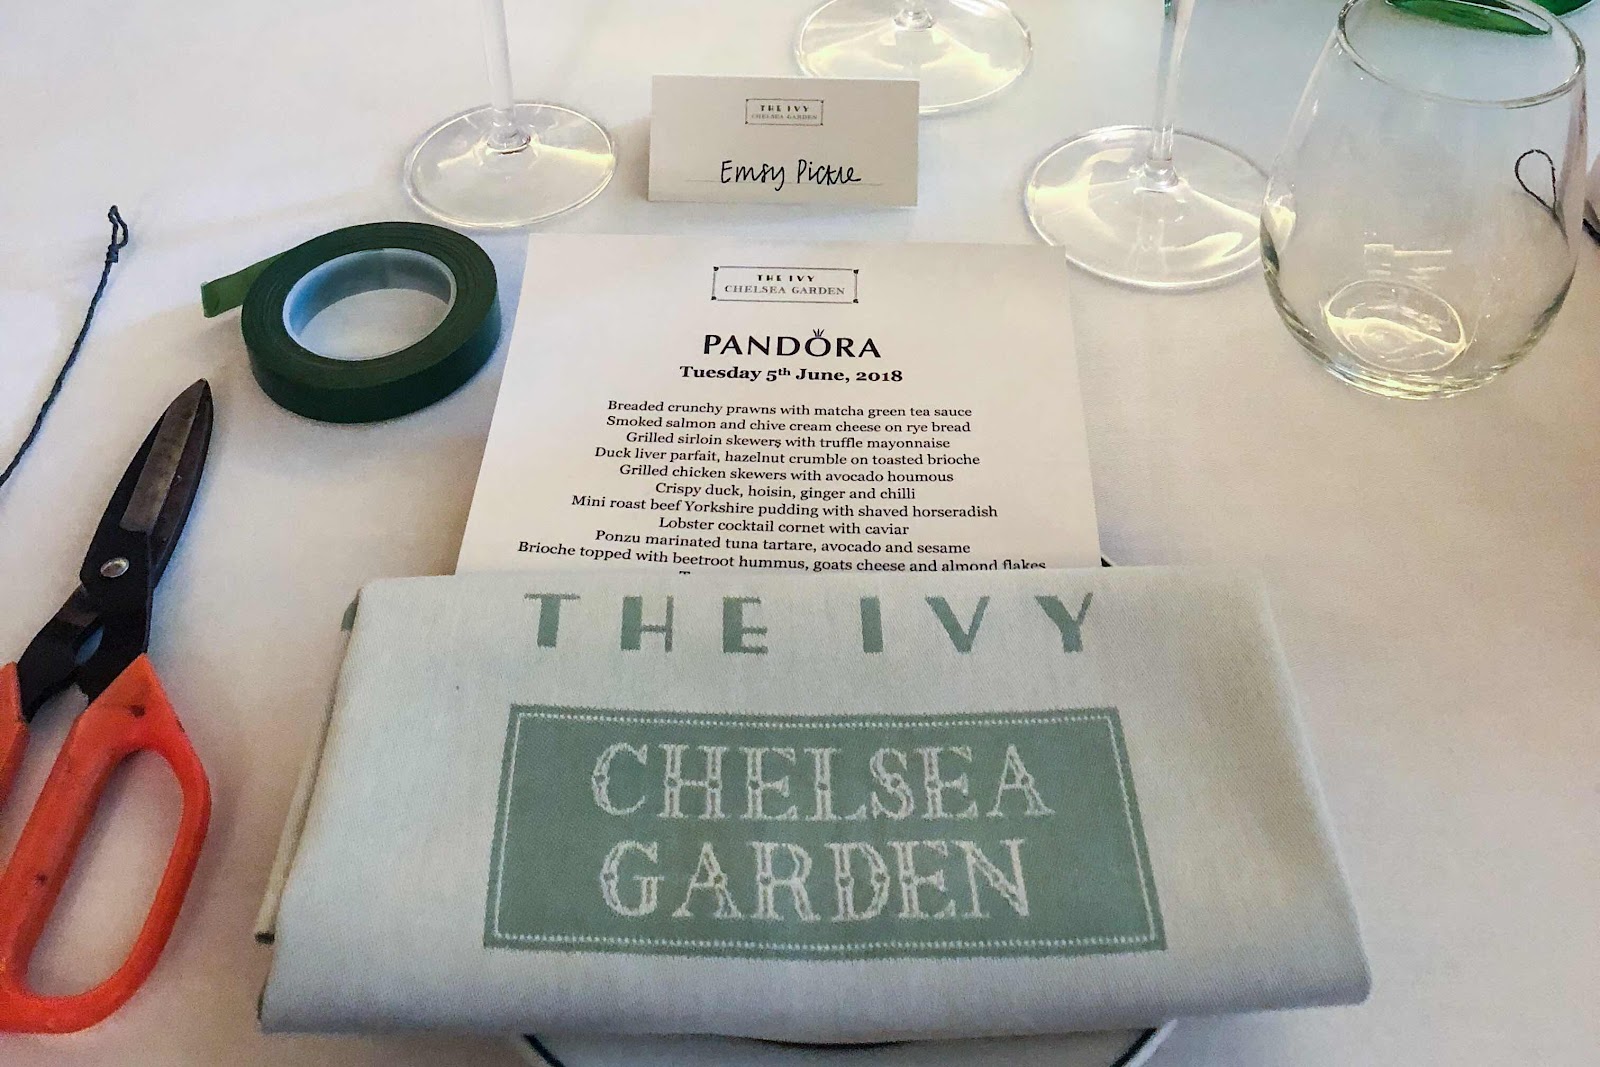 THE IVY
CHELSEA GARDEN
Emsy Pickle
THE IVY
CHELSEA GARDEN
PANDORA
Tuesday 5th June, 2018
Breaded crunchy prawns with matcha green tea sauce
Smoked salmon and chive cream cheese on rye bread
Grilled sirloin skewers with truffle mayonnaise
Duck liver parfait, hazelnut crumble on toasted brioche
Grilled chicken skewers with avocado houmous
Crispy duck, hoisin, ginger and chilli
Mini roast beef Yorkshire pudding with shaved horseradish
Lobster cocktail cornet with caviar
Ponzu marinated tuna tartare, avocado and sesame
Brioche topped with beetroot hummus, goats cheese and almond flakes
THE IVY
CHELSEA
GARDEN